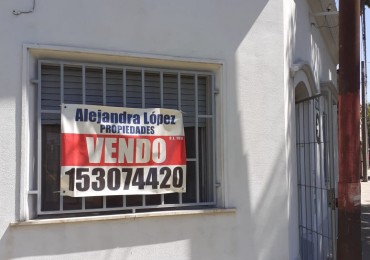 Alejandra López
PROPIEDADES
VENDO
153074420